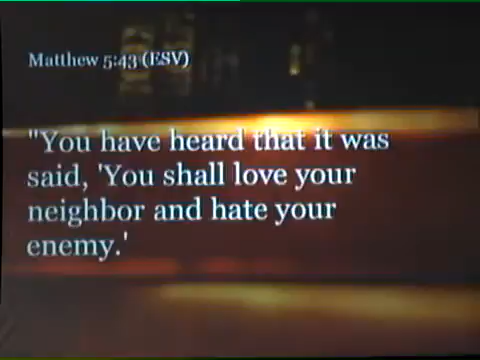 Matthew 5:43 (ESV)
"You have heard that it was
said, 'You shall love your
neighbor and hate your
enemy.'